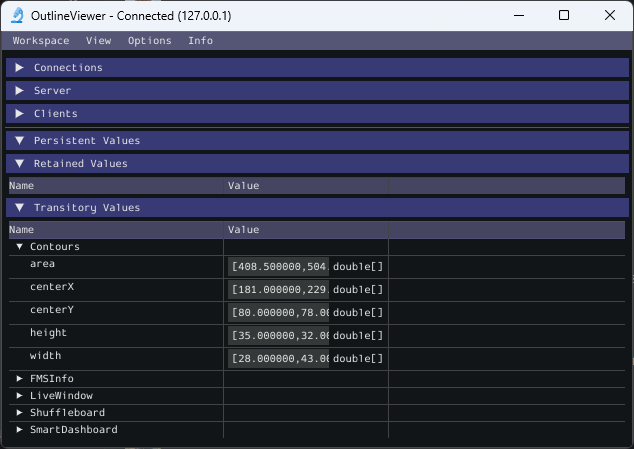 OutlineViewer - Connected (127.0.0.1)
Workspace View Options Info
Connections
Server
Clients
Persistent Values
Retained Values
Name Value
Transitory Values
Name Value
Contours
area [408.500000,504. double[]
centerX [181.000000,229. double[]
centerY [80.000000,78.00 double[]
height [35.000000,32.00 double[]
width [28.000000,43.00 double[]
FMSInfo
LiveWindow
Shuffleboard
SmartDashboard